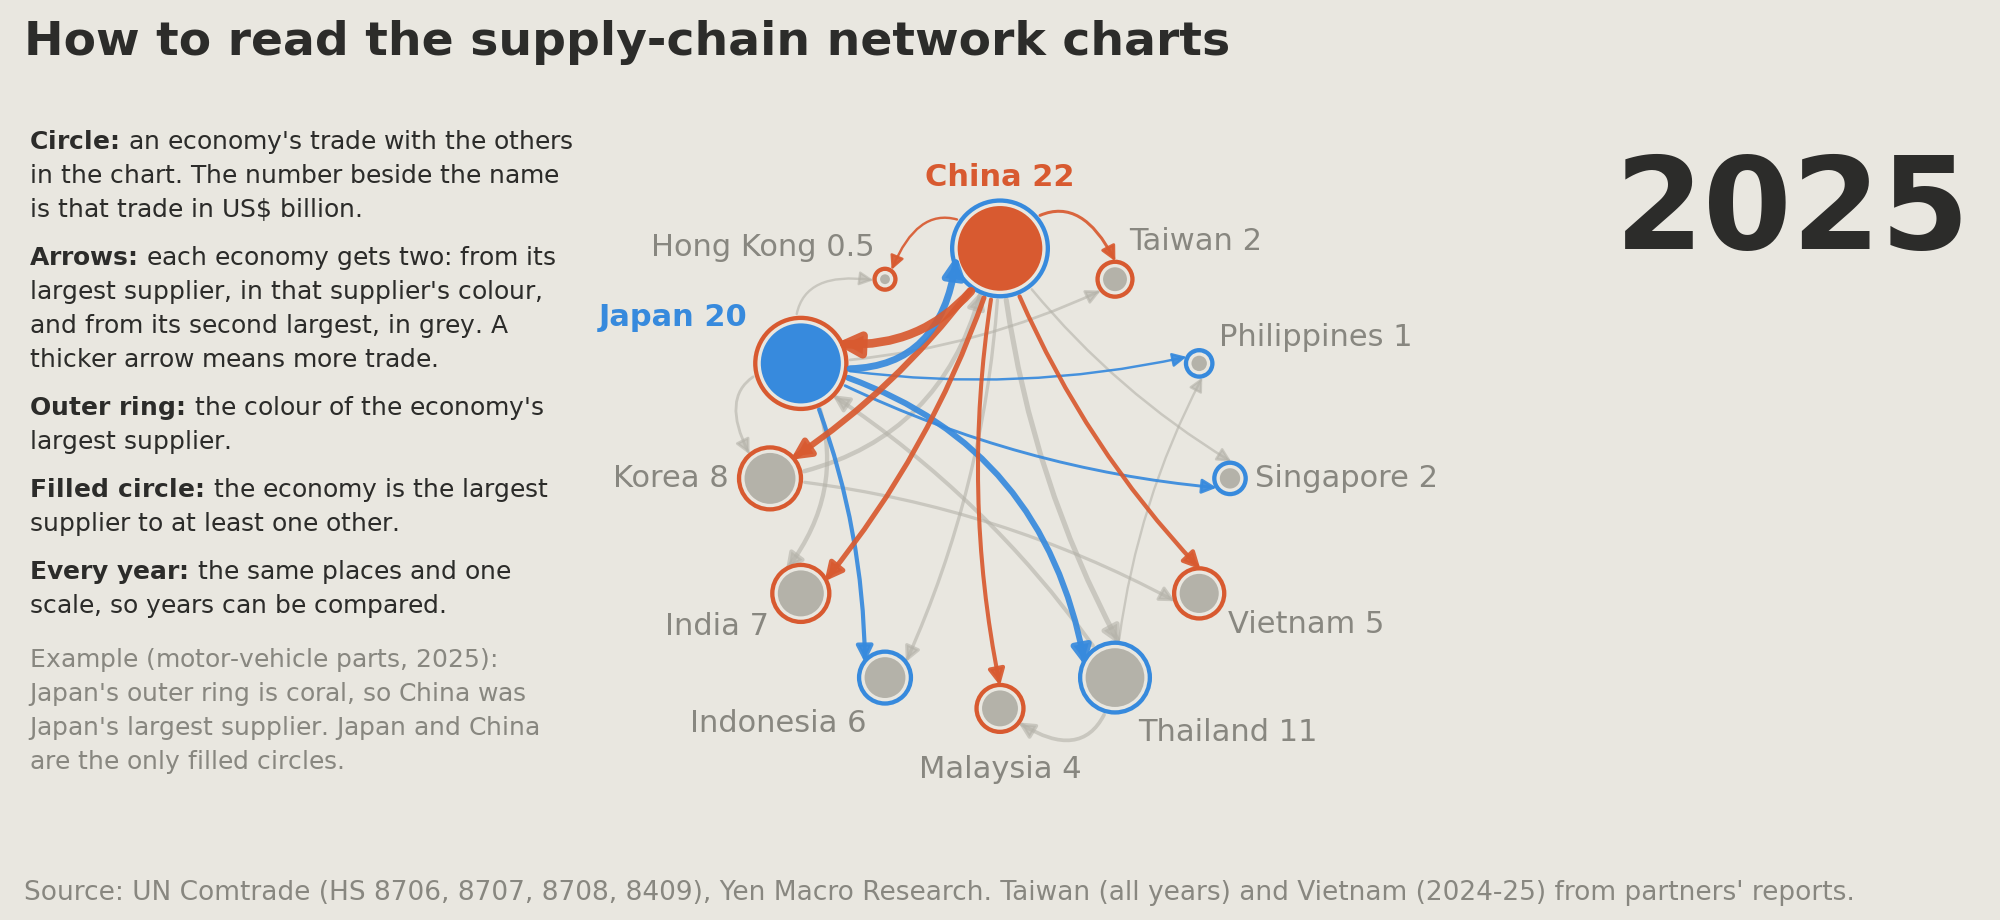 How to read the supply-chain network charts
Circle: an economy's trade with the others
in the chart. The number beside the name
is that trade in US$ billion.
Arrows: each economy gets two: from its
largest supplier, in that supplier's colour,
and from its second largest, in grey. A
thicker arrow means more trade.
Outer ring: the colour of the economy's
largest supplier.
Filled circle: the economy is the largest
supplier to at least one other.
Every year: the same places and one
scale, so years can be compared.
Example (motor-vehicle parts, 2025):
Japan's outer ring is coral, so China was
Japan's largest supplier. Japan and China
are the only filled circles.
2025
China 22
Hong Kong 0.5
Taiwan 2
Japan 20
Philippines 1
Korea 8
Singapore 2
India 7
Vietnam 5
Indonesia 6
Thailand 11
Malaysia 4
Source: UN Comtrade (HS 8706, 8707, 8708, 8409), Yen Macro Research. Taiwan (all years) and Vietnam (2024-25) from partners' reports.